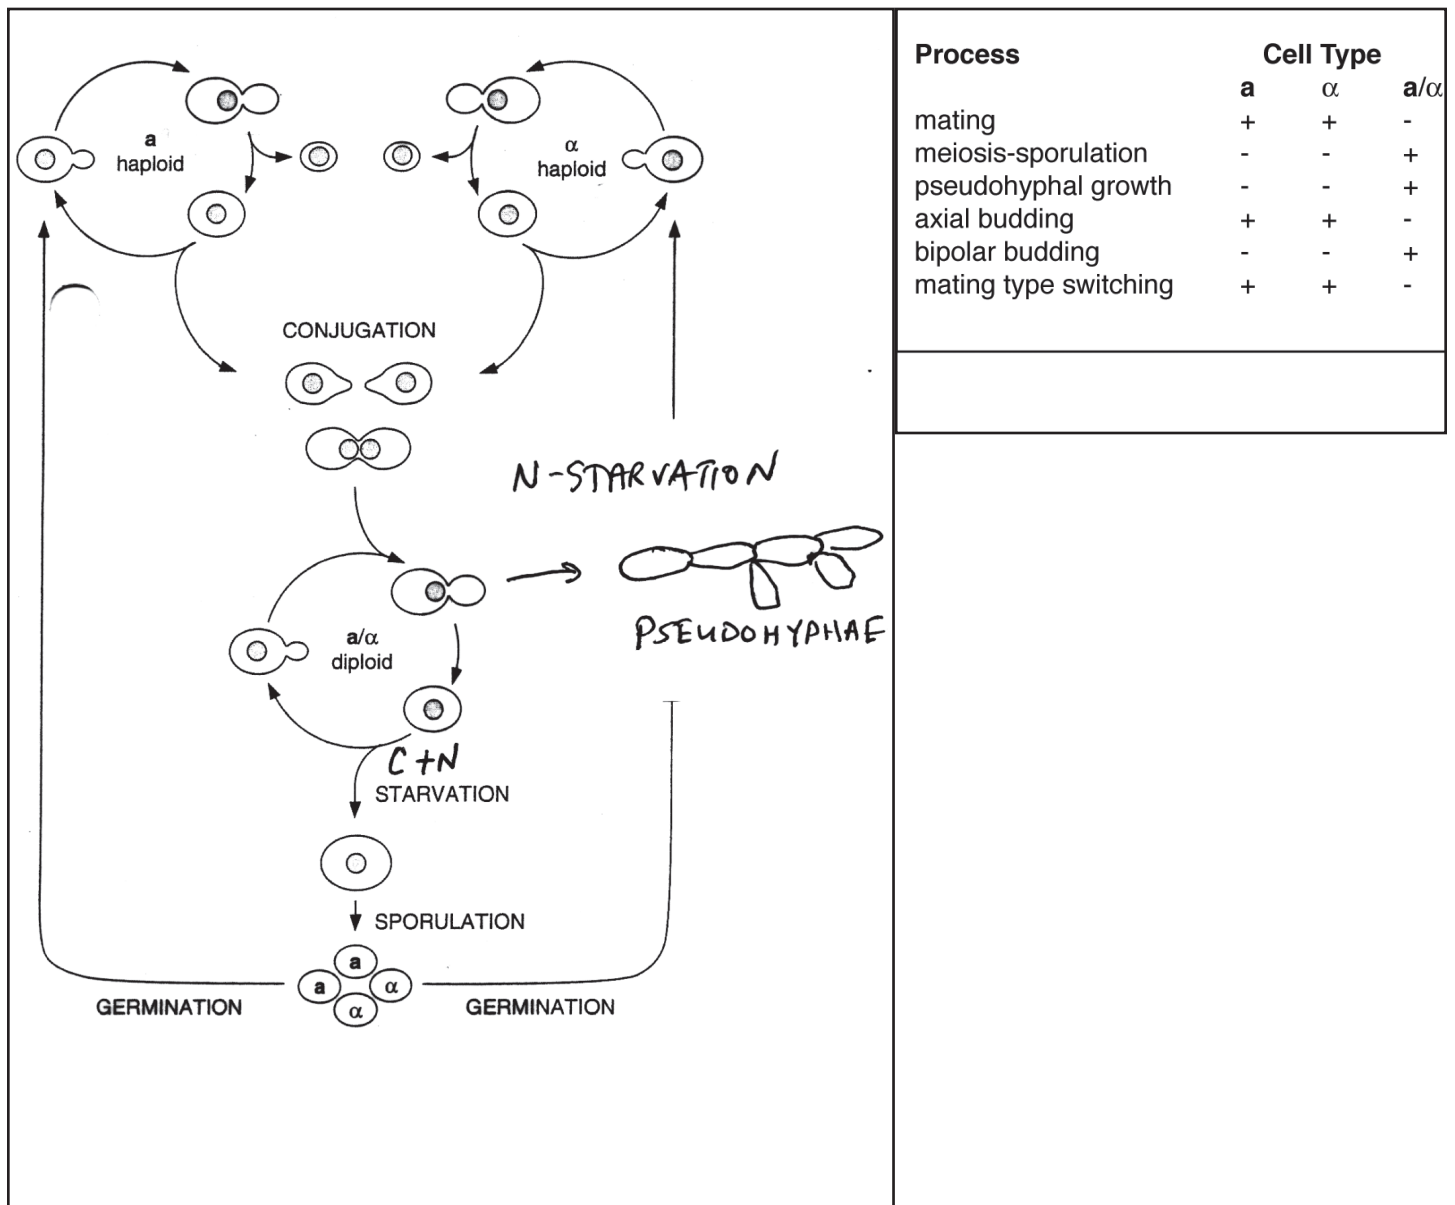 a
haploid
α
haploid
CONJUGATION
N-STARVATION
PSEUDOHYPHAE
a/α
diploid
C+N
STARVATION
SPORULATION
a
a α
α
GERMINATION GERMINATION
Process Cell Type
a α a/α
mating + + -
meiosis-sporulation - - +
pseudohyphal growth - - +
axial budding + + -
bipolar budding - - +
mating type switching + + -